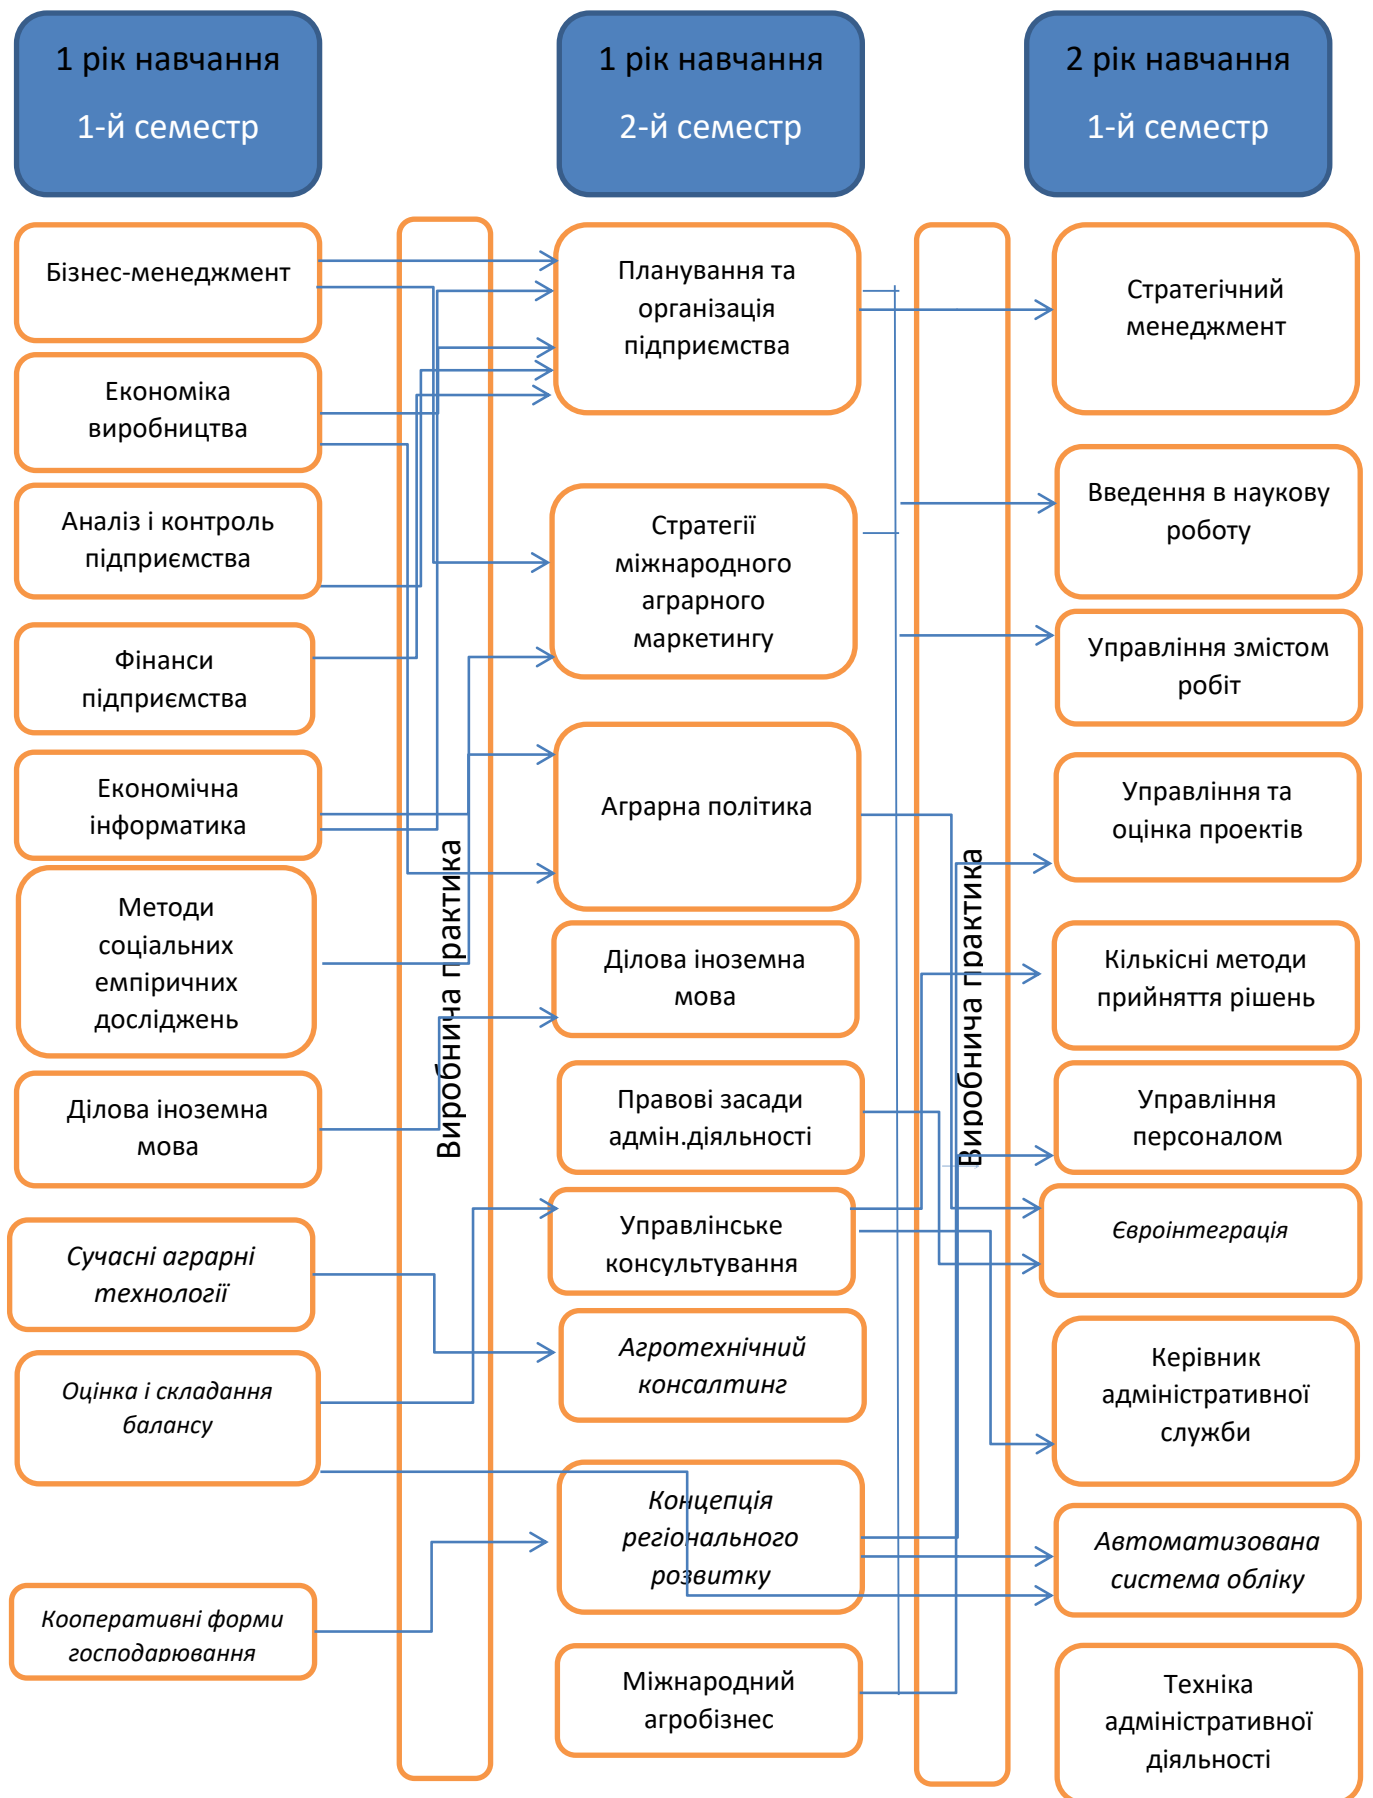 1 рік навчання
1-й семестр
1 рік навчання
2-й семестр
2 рік навчання
1-й семестр
Бізнес-менеджмент
Економіка
виробництва
Аналіз і контроль
підприємства
Фінанси
підприємства
Економічна
інформатика
Методи
соціальних
емпіричних
досліджень
Ділова іноземна
мова
Сучасні аграрні
технології
Оцінка і складання
балансу
Кооперативні форми
господарювання
Виробнича практика
Планування та
організація
підприємства
Стратегії
міжнародного
аграрного
маркетингу
Аграрна політика
Ділова іноземна
мова
Правові засади
адмін.діяльності
Управлінське
консультування
Агротехнічний
консалтинг
Концепція
регіонального
розвитку
Міжнародний
агробізнес
Виробнича практика
Стратегічний
менеджмент
Введення в наукову
роботу
Управління змістом
робіт
Управління та
оцінка проектів
Кількісні методи
прийняття рішень
Управління
персоналом
Євроінтеграція
Керівник
адміністративної
служби
Автоматизована
система обліку
Техніка
адміністративної
діяльності